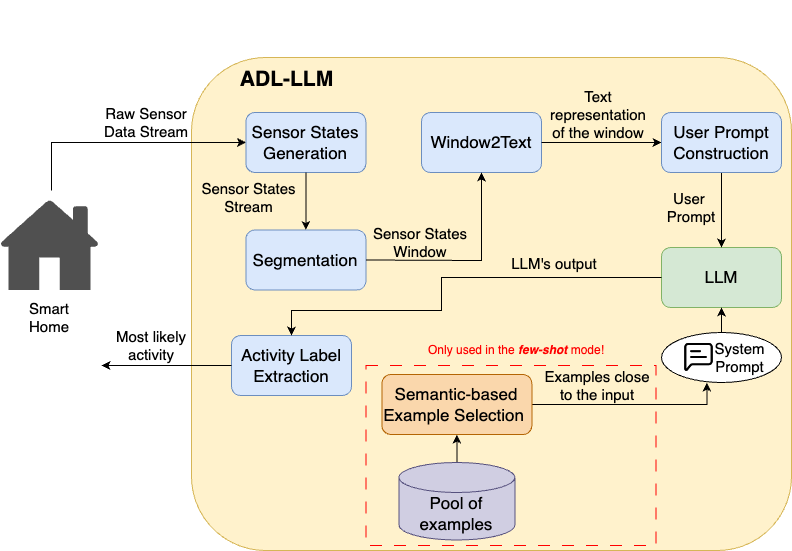 ADL-LLM
Raw Sensor
Data Stream
Sensor States
Generation
Window2Text
Text
representation
of the window
User Prompt
Construction
Sensor States
Stream
Segmentation
Sensor States
Window
User
Prompt
LLM's output
LLM
Smart
Home
Most likely
activity
Activity Label
Extraction
Only used in the few-shot mode!
System
Prompt
Semantic-based
Example Selection
Examples close
to the input
Pool of
examples